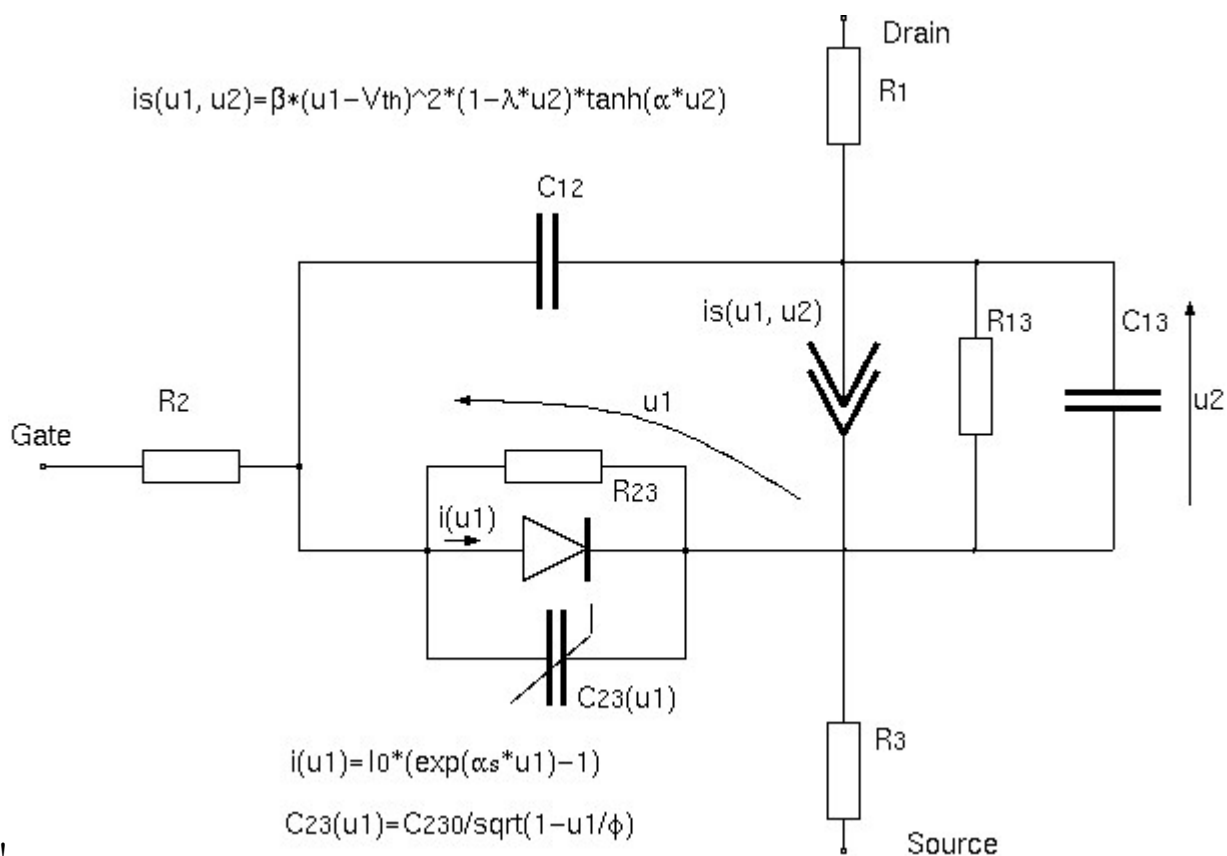 Drain
R1
is(u1, u2)=β*(u1-Vth)^2*(1-λ*u2)*tanh(α*u2)
C12
is(u1, u2)
R13
C13
u2
R2
u1
Gate
R23
i(u1)
C23(u1)
R3
i(u1)=I0*(exp(αs*u1)-1)
C23(u1)=C230/sqrt(1-u1/ϕ)
Source
!